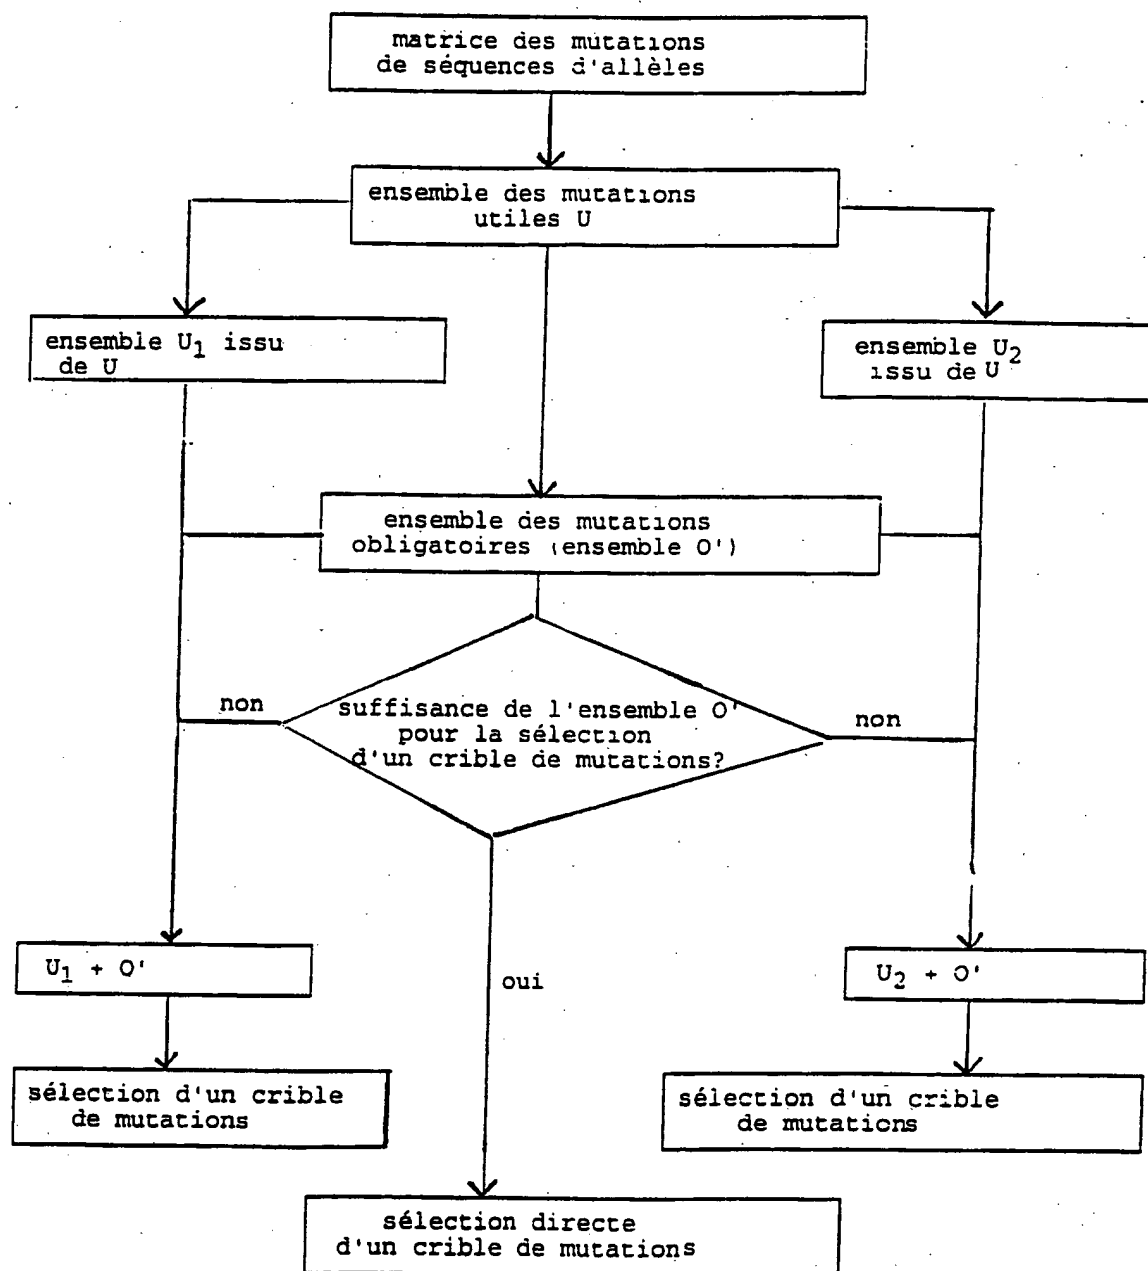 matrice des mutations
de séquences d'allèles
ensemble des mutations
utiles U
ensemble U1 issu
de U
ensemble U2
issu de U
ensemble des mutations
obligatoires (ensemble O')
non
suffisance de l'ensemble O'
pour la sélection
d'un crible de mutations?
non
U1 + O'
oui
U2 + O'
sélection d'un crible
de mutations
sélection d'un crible
de mutations
sélection directe
d'un crible de mutations